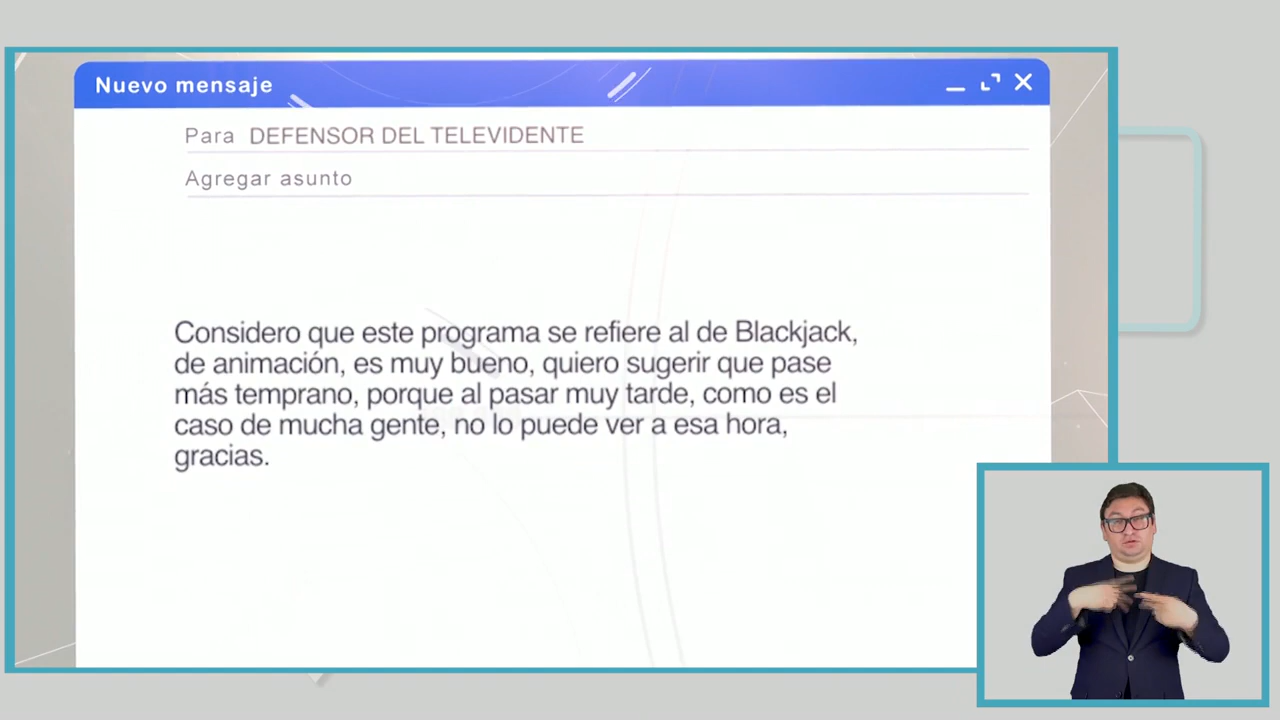 Nuevo mensaje
Para DEFENSOR DEL TELEVIDENTE
Agregar asunto
Considero que este programa se refiere al de Blackjack,
de animación, es muy bueno, quiero sugerir que pase
más temprano, porque al pasar muy tarde, como es el
caso de mucha gente, no lo puede ver a esa hora,
gracias.